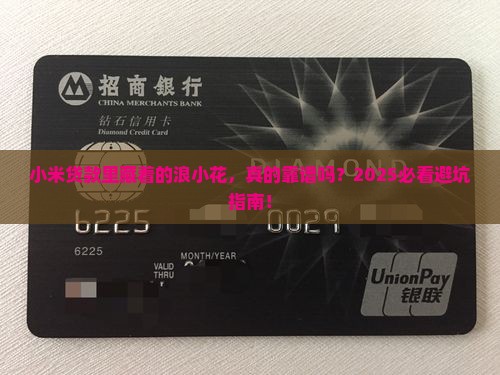 招商銀行
CHINA MERCHANTS BANK
钻石信用卡
Diamond Credit Card
DIAMOND
小米贷款里靠谱的浪小花，真的靠谱吗？2025必看避坑
指南！
6225 0029
6225
MONTH/YEAR
VALID
THRU
UnionPay
银联